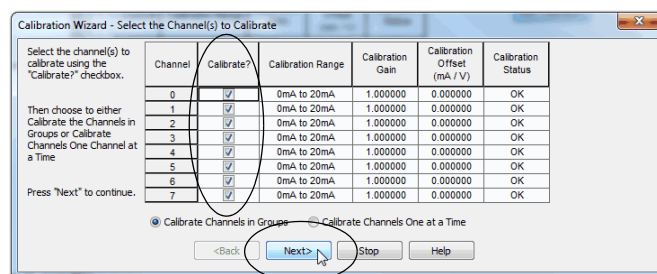 Calibration Wizard - Select the Channel(s) to Calibrate
Select the channel(s) to
calibrate using the
"Calibrate?" checkbox.
Then choose to either
Calibrate the Channels in
Groups or Calibrate
Channels One Channel at
a Time
Press "Next" to continue.
Channel Calibrate? Calibration Range Calibration Gain Calibration Offset (mA / V) Calibration Status
0 0mA to 20mA 1.000000 0.000000 OK
1 0mA to 20mA 1.000000 0.000000 OK
2 0mA to 20mA 1.000000 0.000000 OK
3 0mA to 20mA 1.000000 0.000000 OK
4 0mA to 20mA 1.000000 0.000000 OK
5 0mA to 20mA 1.000000 0.000000 OK
6 0mA to 20mA 1.000000 0.000000 OK
7 0mA to 20mA 1.000000 0.000000 OK
Calibrate Channels in Groups Calibrate Channels One at a Time
<Back Next> Stop Help